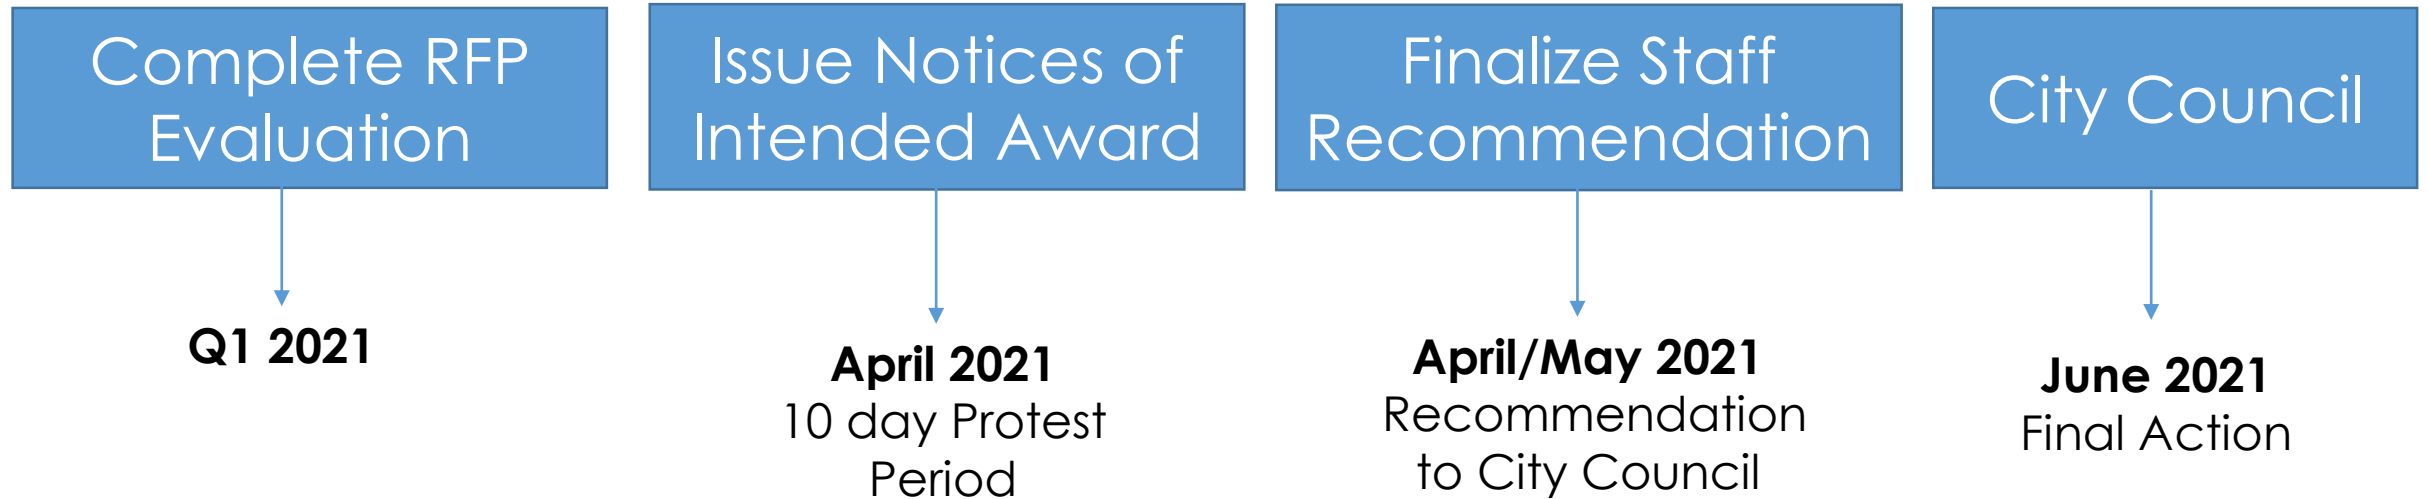 Complete RFP
Evaluation
Q1 2021
Issue Notices of
Intended Award
April 2021
10 day Protest
Period
Finalize Staff
Recommendation
April/May 2021
Recommendation
to City Council
City Council
June 2021
Final Action